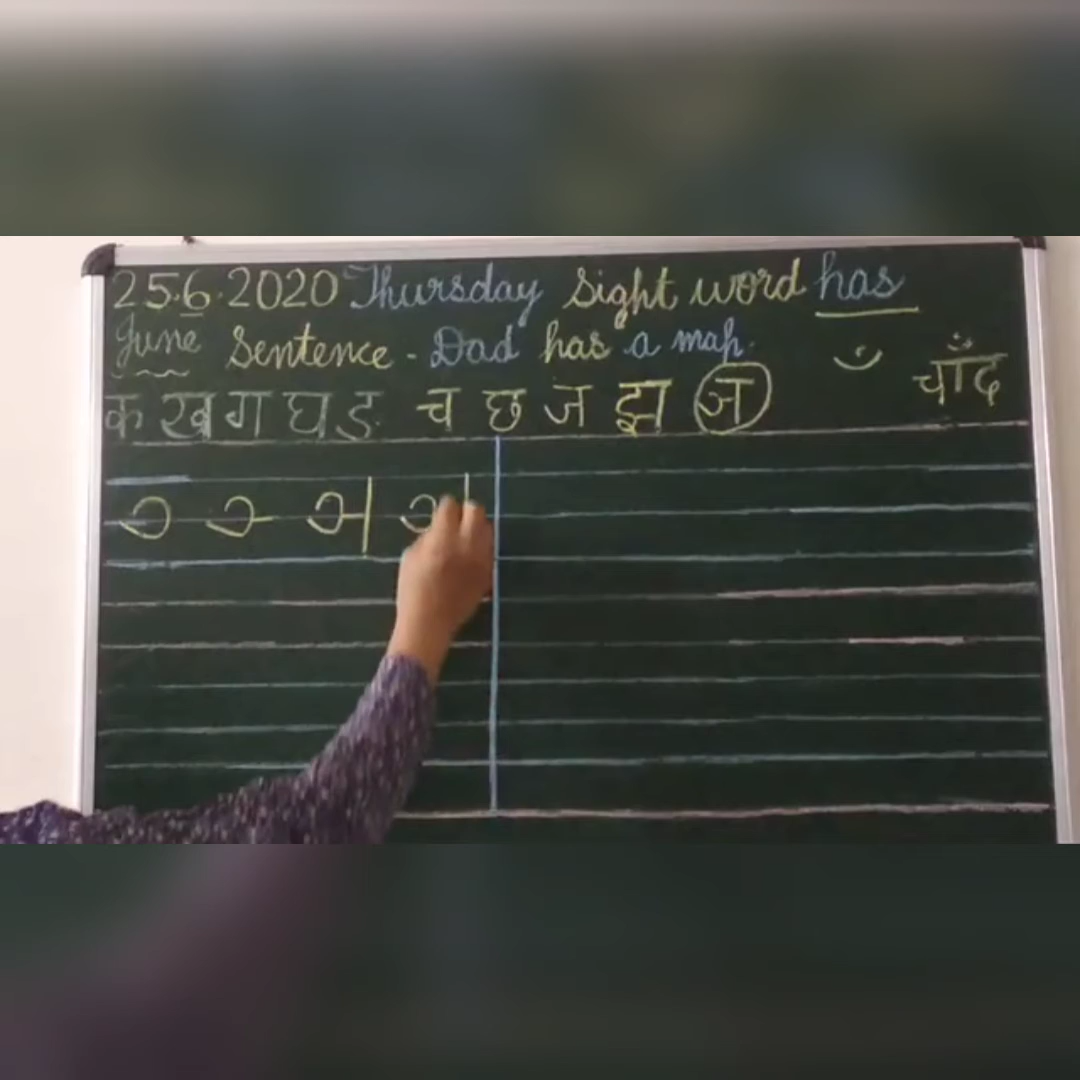 25.6.2020 Thursday Sight word has
June Sentence - Dad has a map.
चाँद
क ख ग घ ङ च छ ज झ ञ